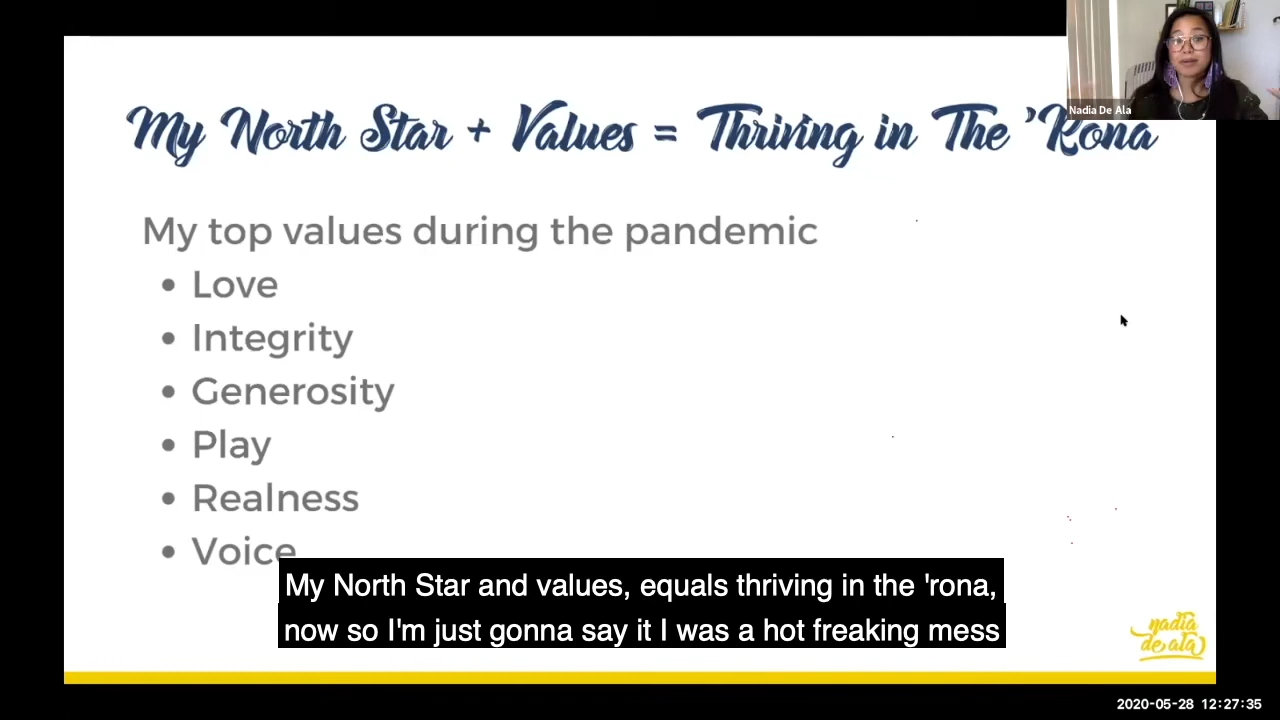 Nadia De Ala
My North Star + Values = Thriving in The 'Rona
My top values during the pandemic
• Love
• Integrity
• Generosity
• Play
• Realness
• Voice
My North Star and values, equals thriving in the 'rona,
now so I'm just gonna say it I was a hot freaking mess
nadia
de ala
2020-05-28 12:27:35